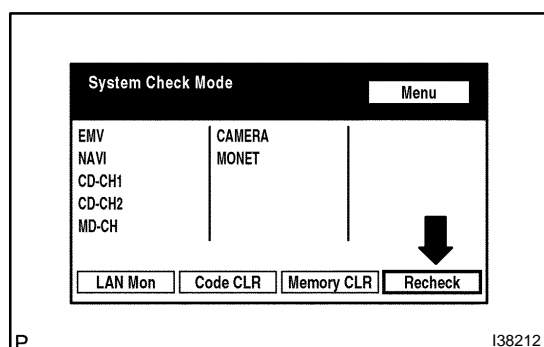 System Check Mode
Menu
EMV
NAVI
CD-CH1
CD-CH2
MD-CH
CAMERA
MONET
LAN Mon
Code CLR
Memory CLR
Recheck
P
I38212